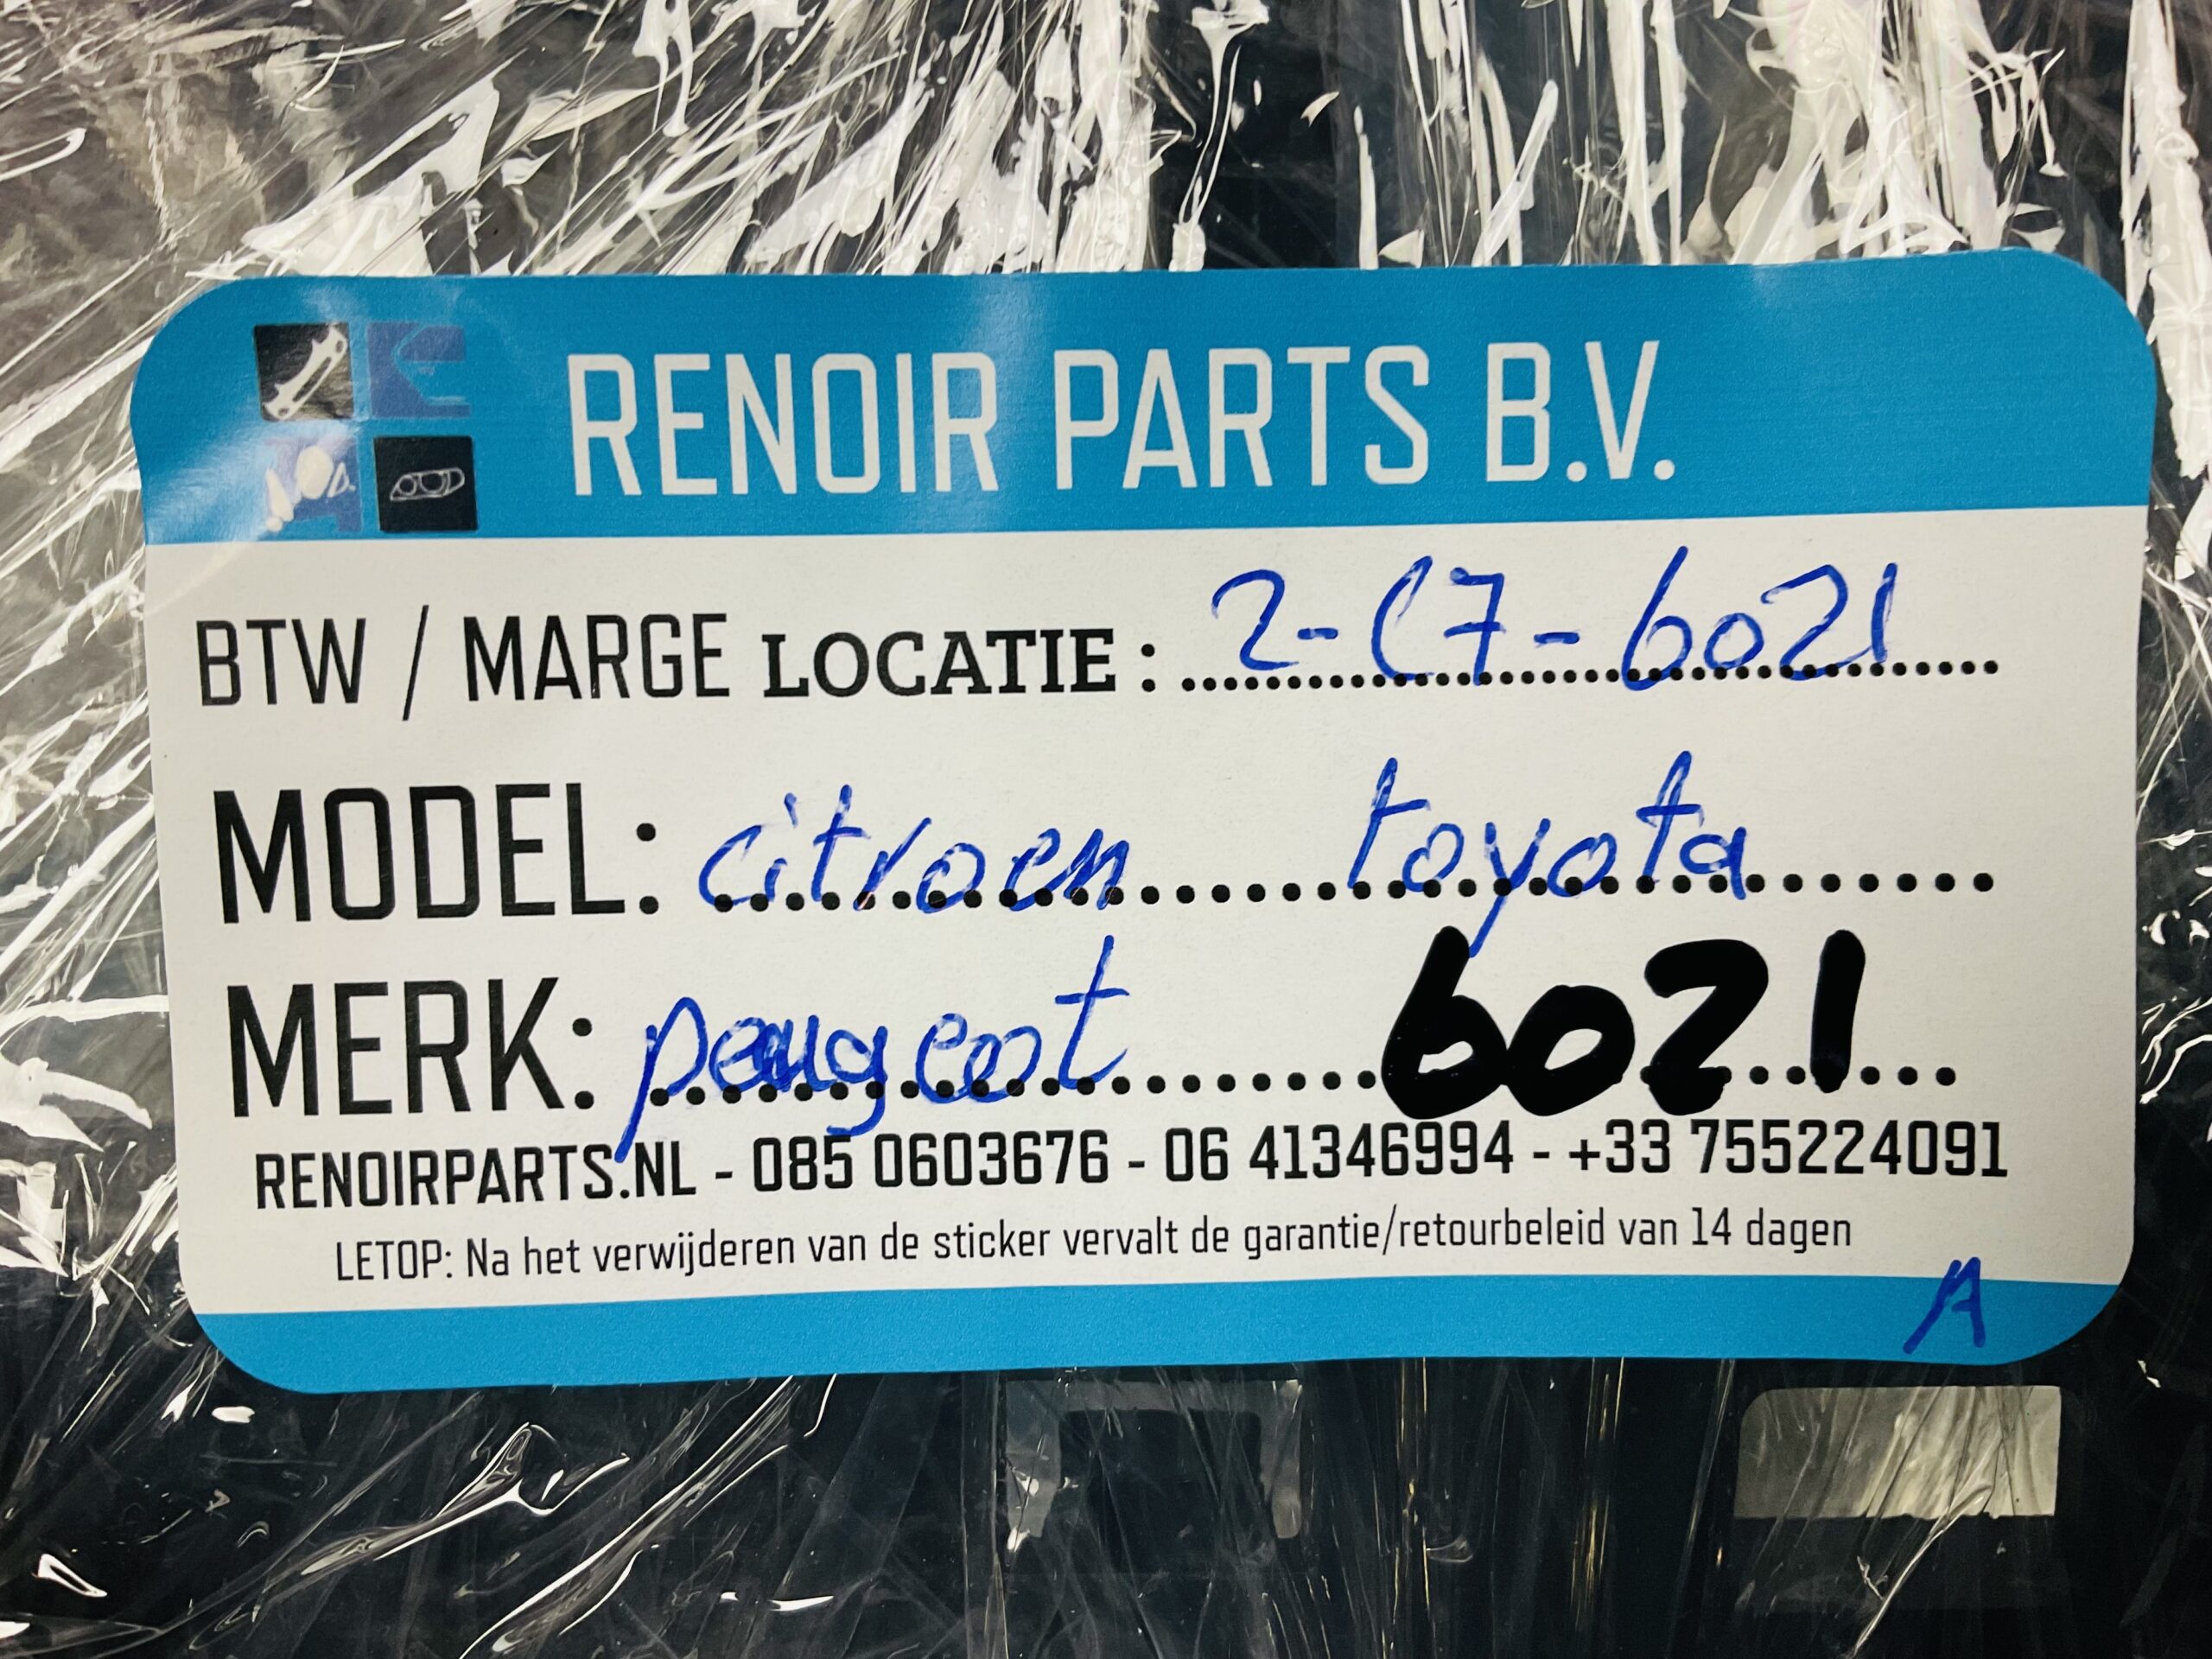 RENOIR PARTS B.V.
BTW / MARGE LOCATIE : 2-C7-6021
MODEL: citroen toyota
MERK: peugeot 6021
RENOIRPARTS.NL - 085 0603676 - 06 41346994 - +33 755224091
LETOP: Na het verwijderen van de sticker vervalt de garantie/retourbeleid van 14 dagen
A